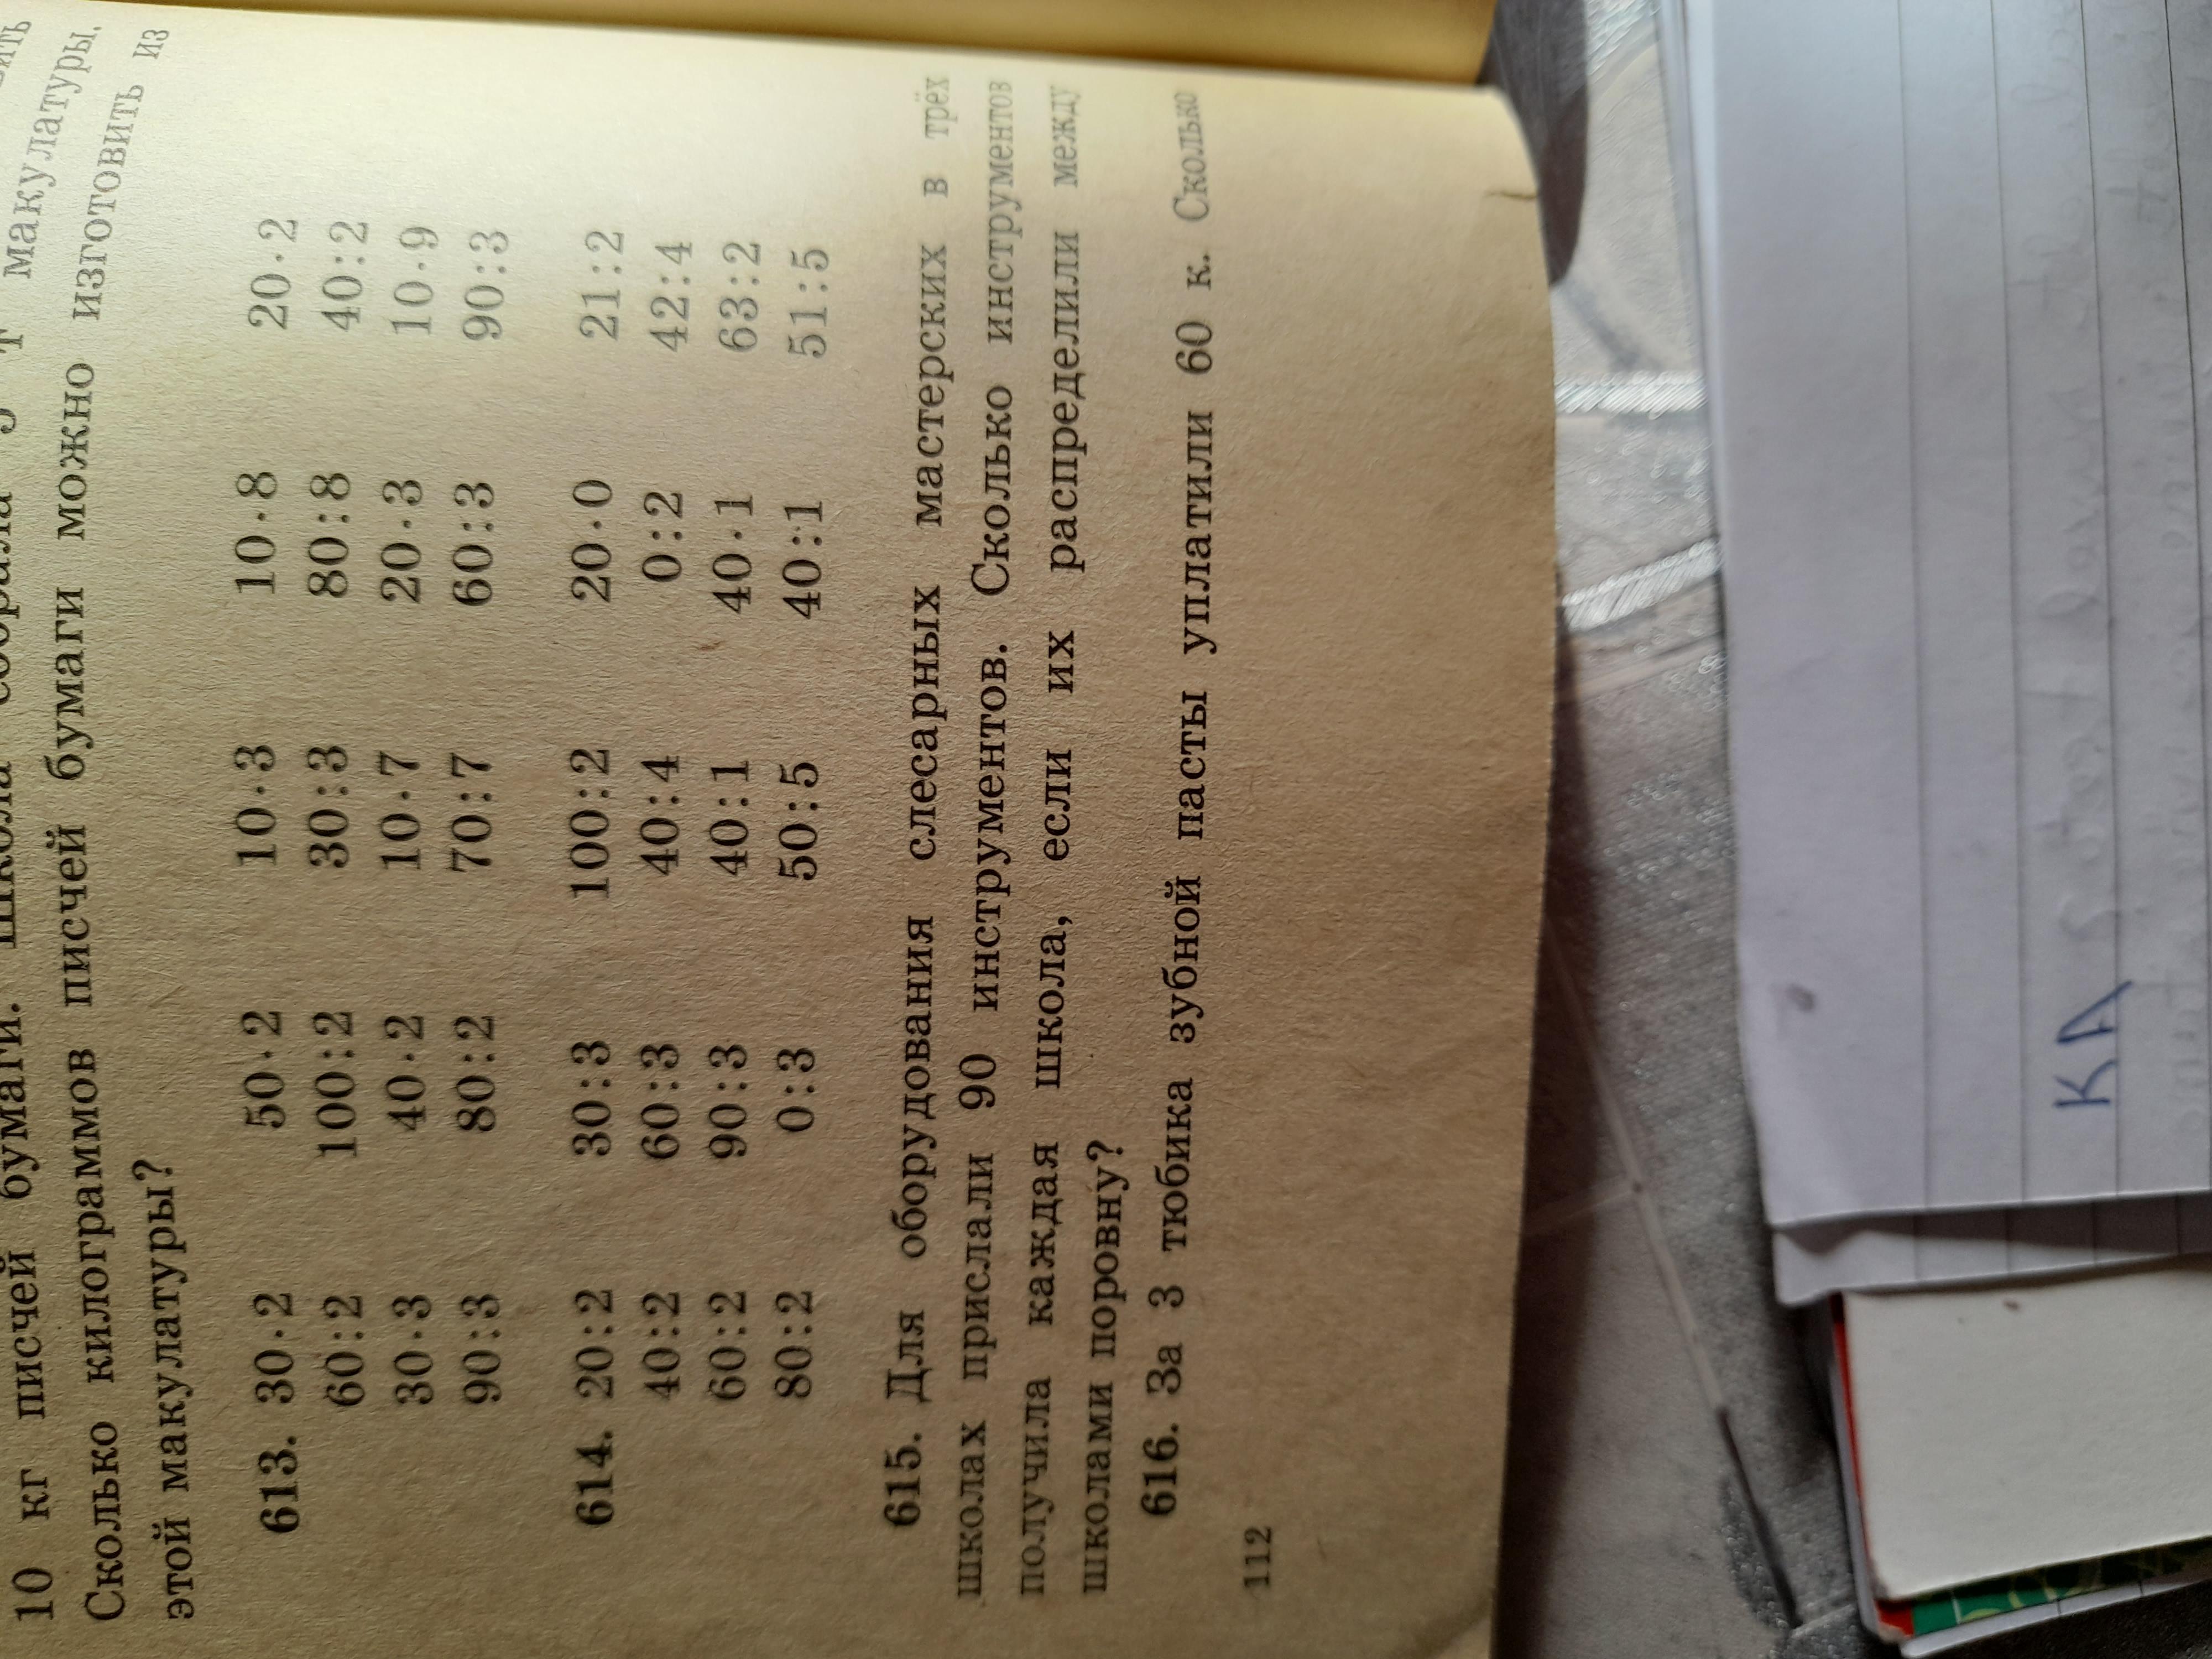 10 кг писчей бумаги. Школа собрала 5 т макулатуры.
Сколько килограммов писчей бумаги можно изготовить из
этой макулатуры?
613. 30·2 50·2 10·3 10·8 20·2
60:2 100:2 30:3 80:8 40:2
30·3 40·2 10·7 20·3 10·9
90:3 80:2 70:7 60:3 90:3
614. 20:2 30:3 100:2 20·0 21:2
40:2 60:3 40:4 0:2 42:4
60:2 90:3 40:1 40·1 63:2
80:2 0:3 50:5 40:1 51:5
615. Для оборудования слесарных мастерских в трёх
школах прислали 90 инструментов. Сколько инструментов
получила каждая школа, если их распределили между
школами поровну?
616. За 3 тюбика зубной пасты уплатили 60 к. Сколько
112
КА